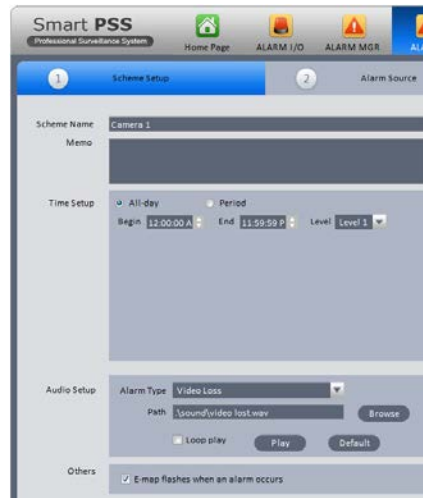 Smart PSS
Professional Surveillance System
Home Page
ALARM I/O
ALARM MGR
1 Scheme Setup
2 Alarm Source
Scheme Name Camera 1
Memo
Time Setup All-day Period
Begin 12:00:00 A End 11:59:59 P Level Level 1
Audio Setup Alarm Type Video Loss
Path .\sound\video lost.wav Browse
Loop play Play Default
Others E-map flashes when an alarm occurs